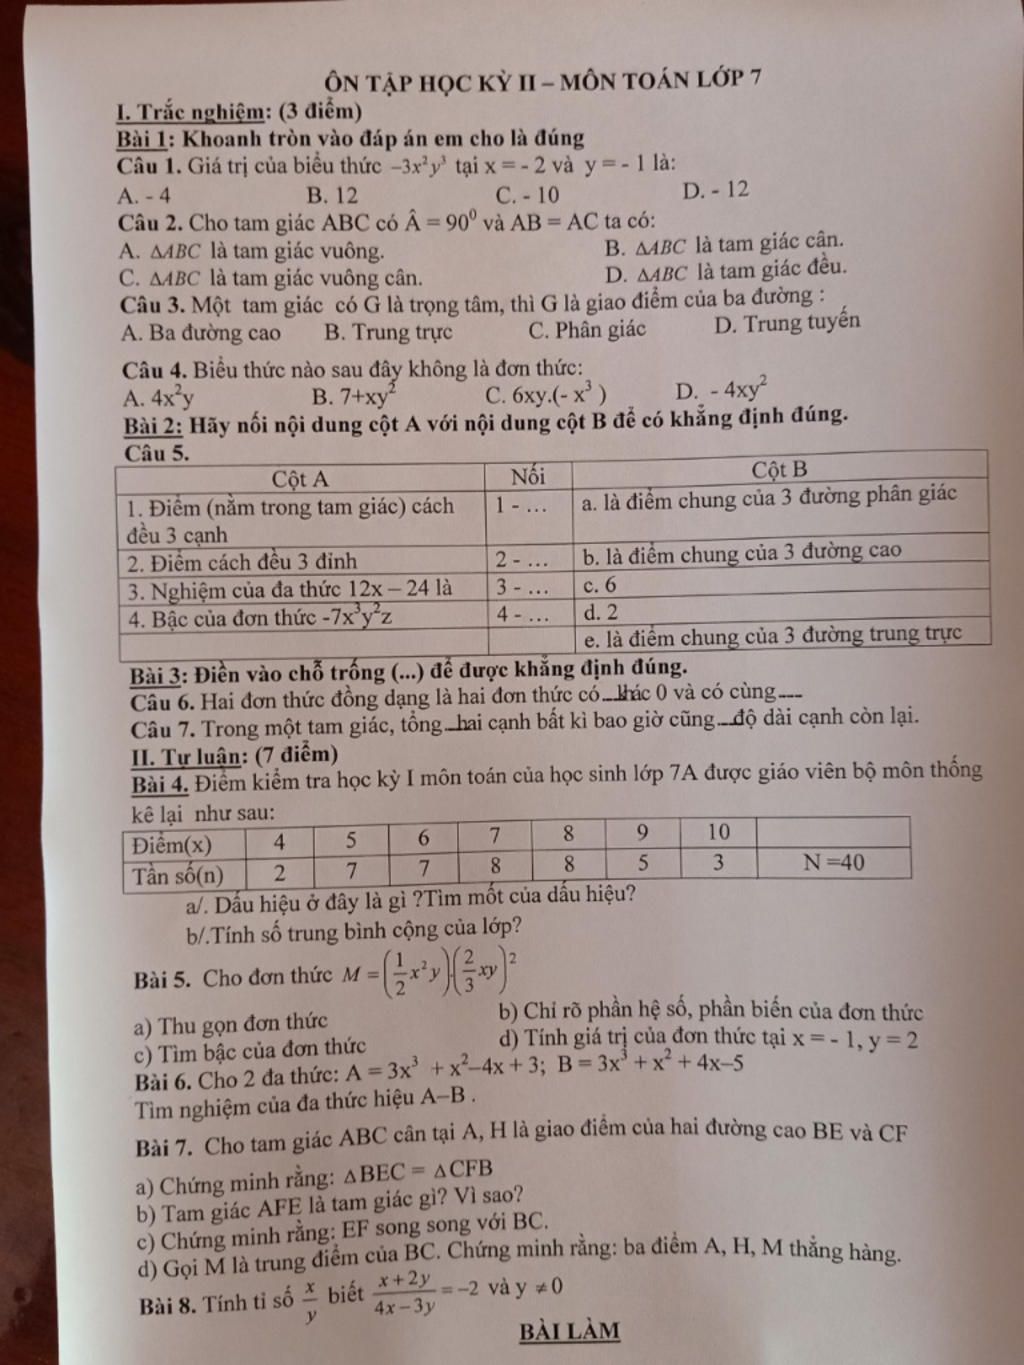 ÔN TẬP HỌC KỲ II – MÔN TOÁN LỚP 7
I. Trắc nghiệm: (3 điểm)
Bài 1: Khoanh tròn vào đáp án em cho là đúng
Câu 1. Giá trị của biểu thức –3x²y³ tại x = - 2 và y = - 1 là:
A. - 4 B. 12 C. - 10 D. - 12
Câu 2. Cho tam giác ABC có Â = 90⁰ và AB = AC ta có:
A. ΔABC là tam giác vuông. B. ΔABC là tam giác cân.
C. ΔABC là tam giác vuông cân. D. ΔABC là tam giác đều.
Câu 3. Một tam giác có G là trọng tâm, thì G là giao điểm của ba đường :
A. Ba đường cao B. Trung trực C. Phân giác D. Trung tuyến
Câu 4. Biểu thức nào sau đây không là đơn thức:
A. 4x²y B. 7+xy² C. 6xy.(- x³ ) D. - 4xy²
Bài 2: Hãy nối nội dung cột A với nội dung cột B để có khẳng định đúng.
Câu 5.
Cột A Nối Cột B
1. Điểm (nằm trong tam giác) cách 1 - … a. là điểm chung của 3 đường phân giác
đều 3 cạnh
2. Điểm cách đều 3 đỉnh 2 - … b. là điểm chung của 3 đường cao
3. Nghiệm của đa thức 12x – 24 là 3 - … c. 6
4. Bậc của đơn thức -7x³y²z 4 - … d. 2
e. là điểm chung của 3 đường trung trực
Bài 3: Điền vào chỗ trống (...) để được khẳng định đúng.
Câu 6. Hai đơn thức đồng dạng là hai đơn thức có...khác 0 và có cùng....
Câu 7. Trong một tam giác, tổng...hai cạnh bất kì bao giờ cũng...độ dài cạnh còn lại.
II. Tự luận: (7 điểm)
Bài 4. Điểm kiểm tra học kỳ I môn toán của học sinh lớp 7A được giáo viên bộ môn thống
kê lại như sau:
Điểm(x) 4 5 6 7 8 9 10
Tần số(n) 2 7 7 8 8 5 3 N =40
a/. Dấu hiệu ở đây là gì ?Tìm mốt của dấu hiệu?
b/.Tính số trung bình cộng của lớp?
Bài 5. Cho đơn thức M = (1/2 x²y).(2/3 xy)²
a) Thu gọn đơn thức b) Chỉ rõ phần hệ số, phần biến của đơn thức
c) Tìm bậc của đơn thức d) Tính giá trị của đơn thức tại x = - 1, y = 2
Bài 6. Cho 2 đa thức: A = 3x³ + x²–4x + 3; B = 3x³ + x² + 4x–5
Tìm nghiệm của đa thức hiệu A–B .
Bài 7. Cho tam giác ABC cân tại A, H là giao điểm của hai đường cao BE và CF
a) Chứng minh rằng: ΔBEC = ΔCFB
b) Tam giác AFE là tam giác gì? Vì sao?
c) Chứng minh rằng: EF song song với BC.
d) Gọi M là trung điểm của BC. Chứng minh rằng: ba điểm A, H, M thẳng hàng.
Bài 8. Tính tỉ số x/y biết (x + 2y)/(4x – 3y) = –2 và y ≠ 0
BÀI LÀM